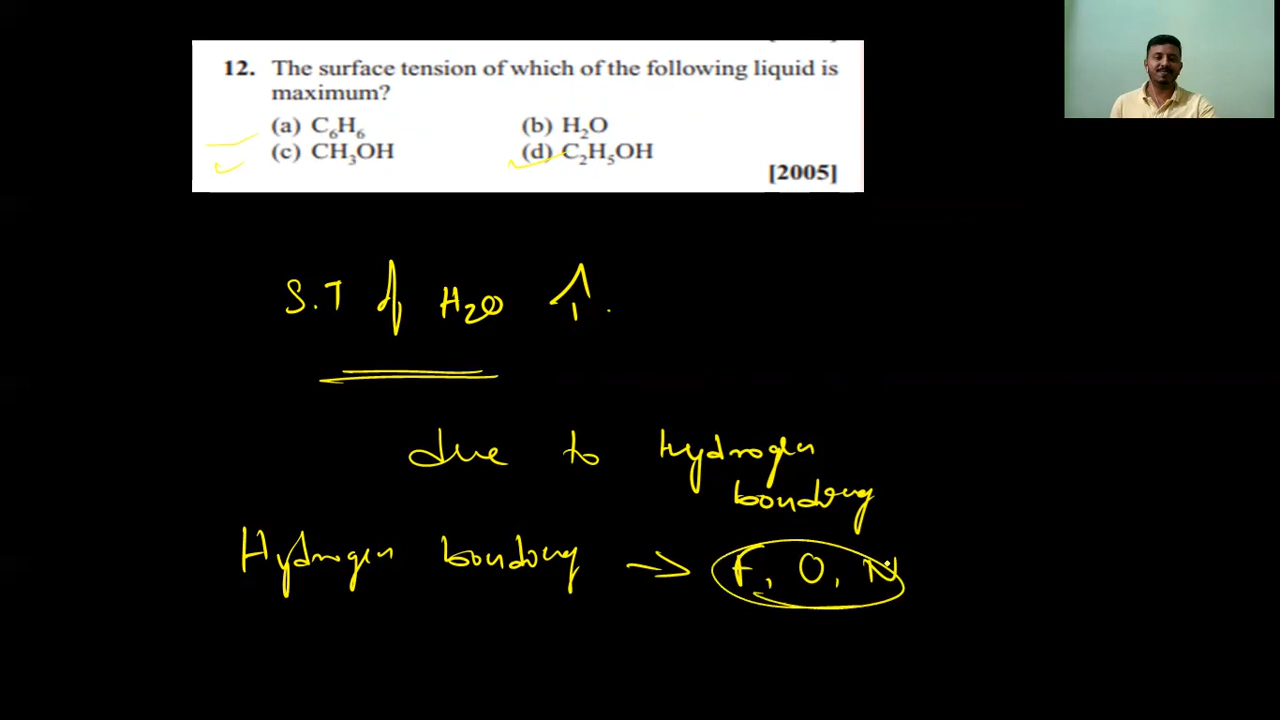 12. The surface tension of which of the following liquid is
maximum?
(a) C₆H₆ (b) H₂O
(c) CH₃OH (d) C₂H₅OH
[2005]
S.T of H₂O ↑.
due to hydrogen
bonding
Hydrogen bonding → F, O, N